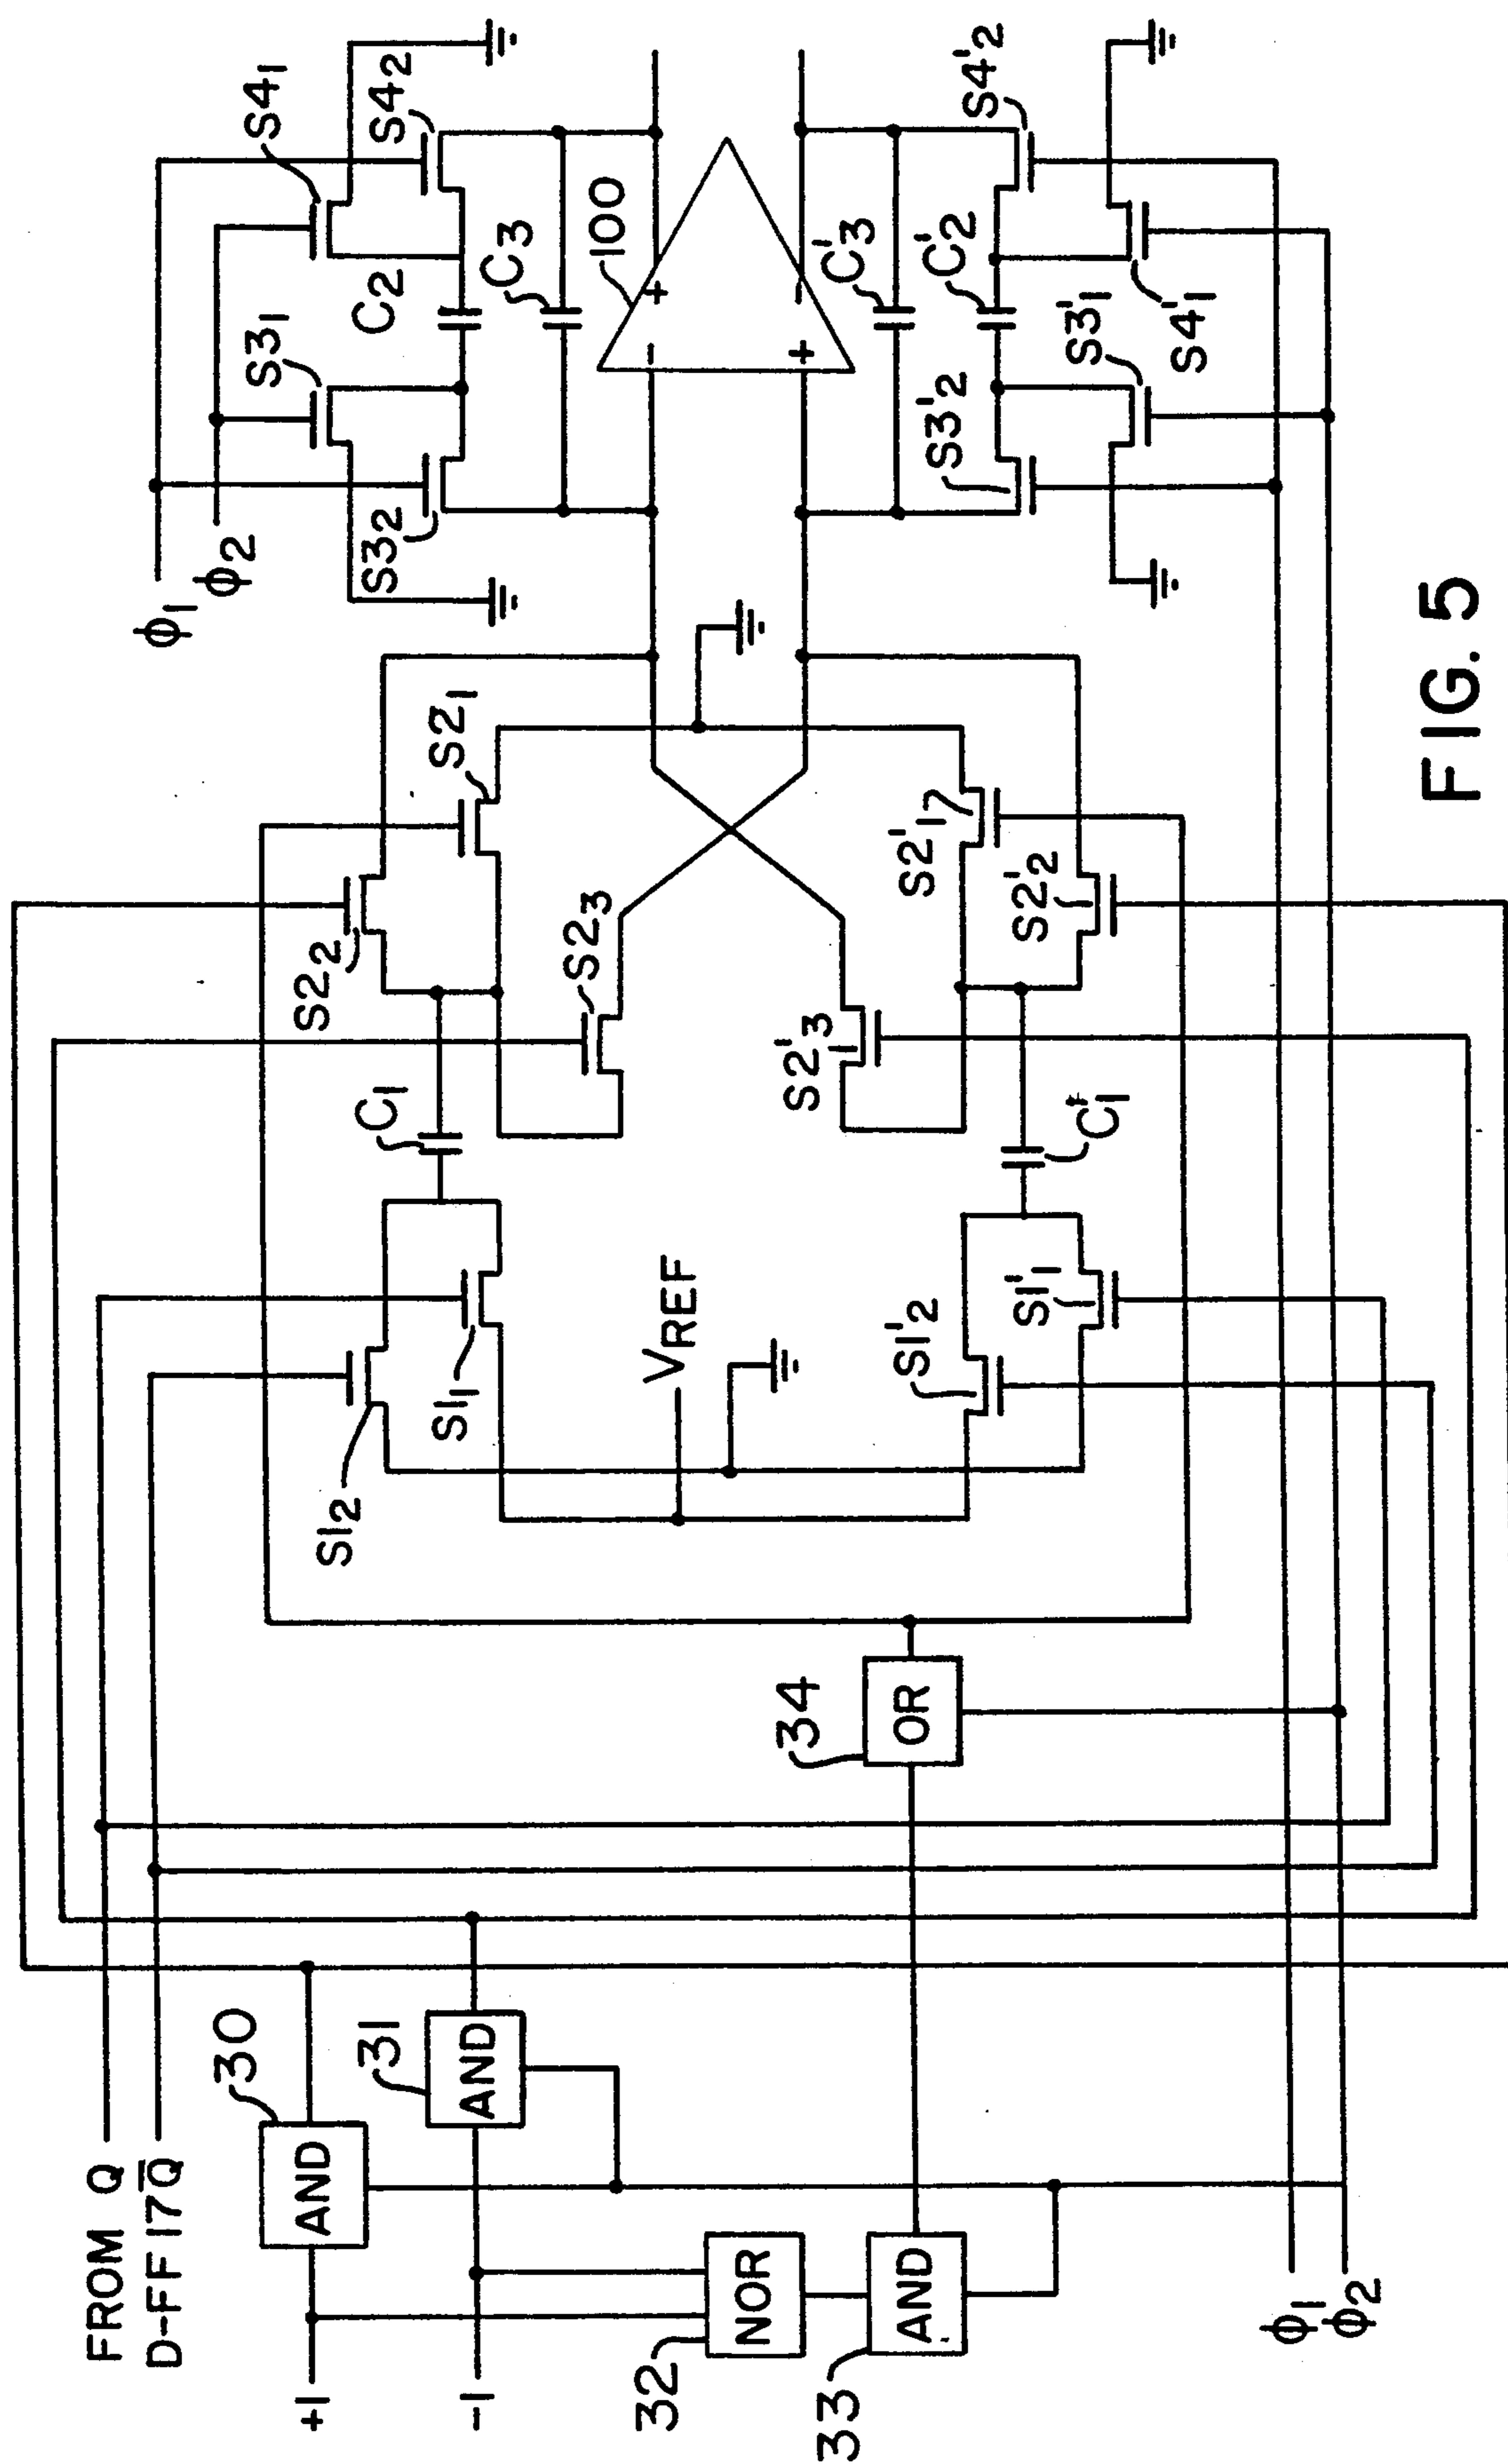 FROM Q
D-FF 17 Q̅
+1
-1
30
AND
31
AND
32
NOR
33
AND
34
OR
ϕ1
ϕ2
S12
S11
C1
S22
S21
S23
VREF
S1'2
S1'1
C'1
S2'3
S2'1
S2'2
ϕ1
ϕ2
S32
S31
C2
S41
S42
C3
100
-
+
+
-
C'3
C'2
S3'2
S3'1
S4'1
S4'2
FIG. 5